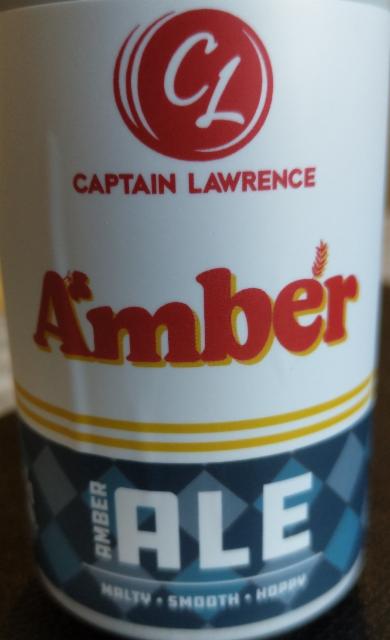 CL
CAPTAIN LAWRENCE
Amber
AMBER
ALE
MALTY • SMOOTH • HOPPY